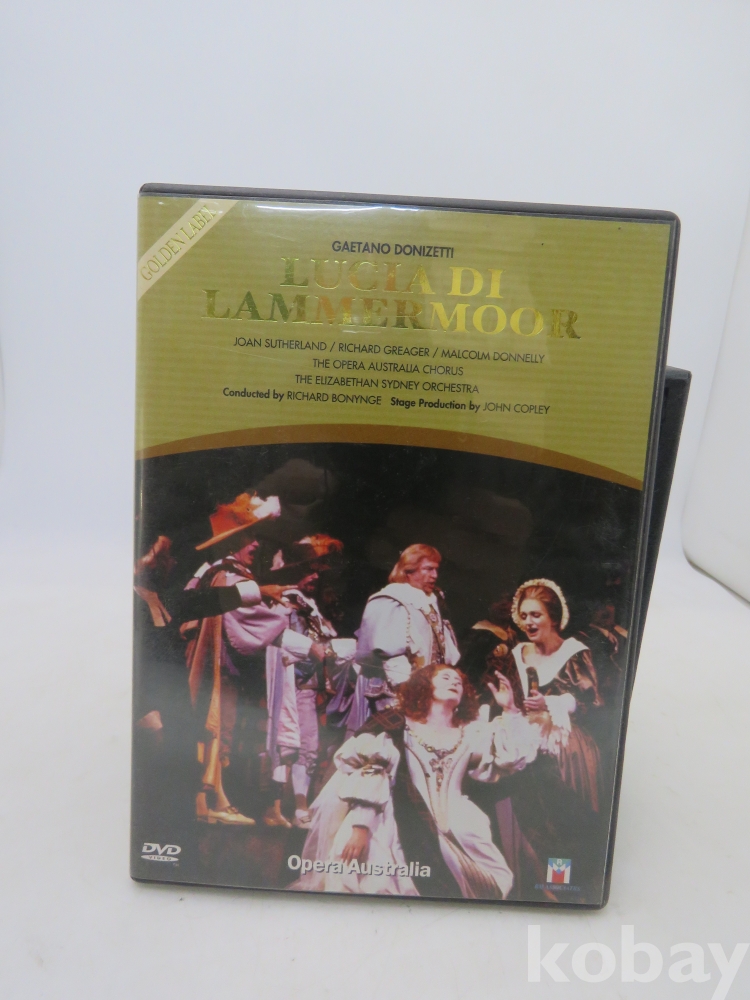 GOLDEN LABEL
GAETANO DONIZETTI
LUCIA DI
LAMMERMOOR
JOAN SUTHERLAND / RICHARD GREAGER / MALCOLM DONNELLY
THE OPERA AUSTRALIA CHORUS
THE ELIZABETHAN SYDNEY ORCHESTRA
Conducted by RICHARD BONYNGE Stage Production by JOHN COPLEY
DVD
VIDEO
Opera Australia
kobay